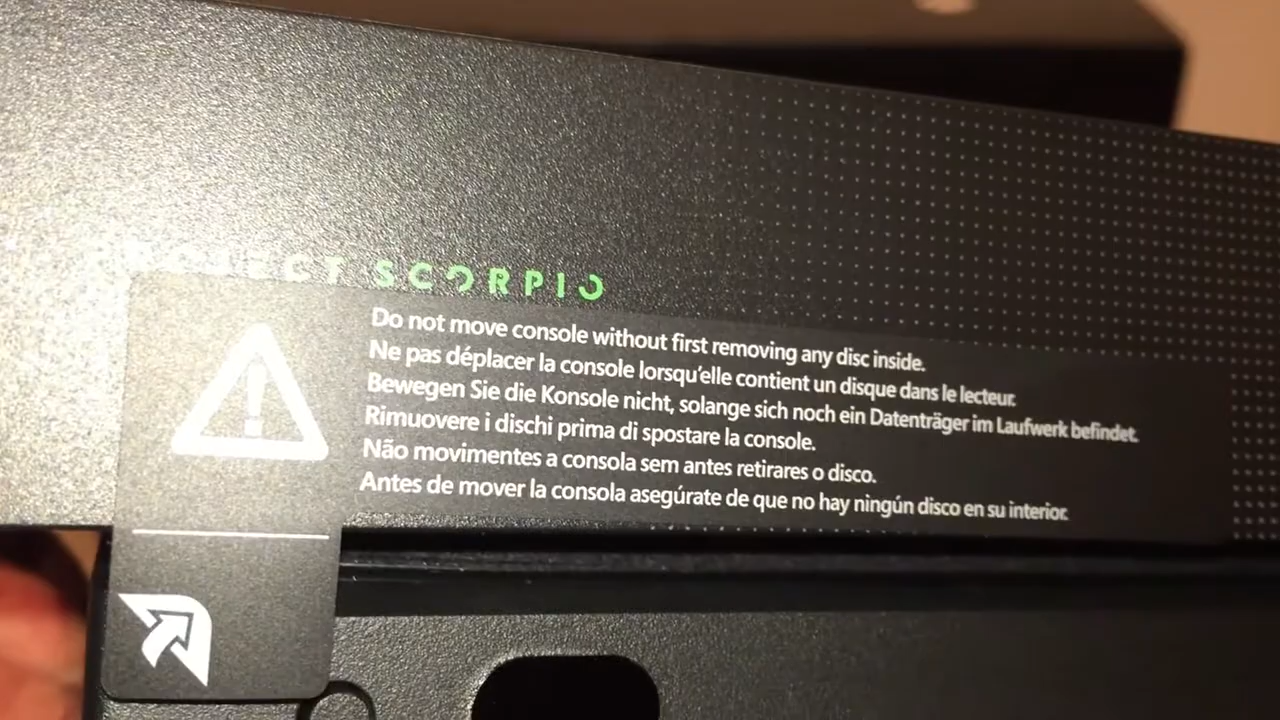 PROJECT SCORPIO
Do not move console without first removing any disc inside.
Ne pas déplacer la console lorsqu'elle contient un disque dans le lecteur.
Bewegen Sie die Konsole nicht, solange sich noch ein Datenträger im Laufwerk befindet.
Rimuovere i dischi prima di spostare la console.
Não movimentes a consola sem antes retirares o disco.
Antes de mover la consola asegúrate de que no hay ningún disco en su interior.